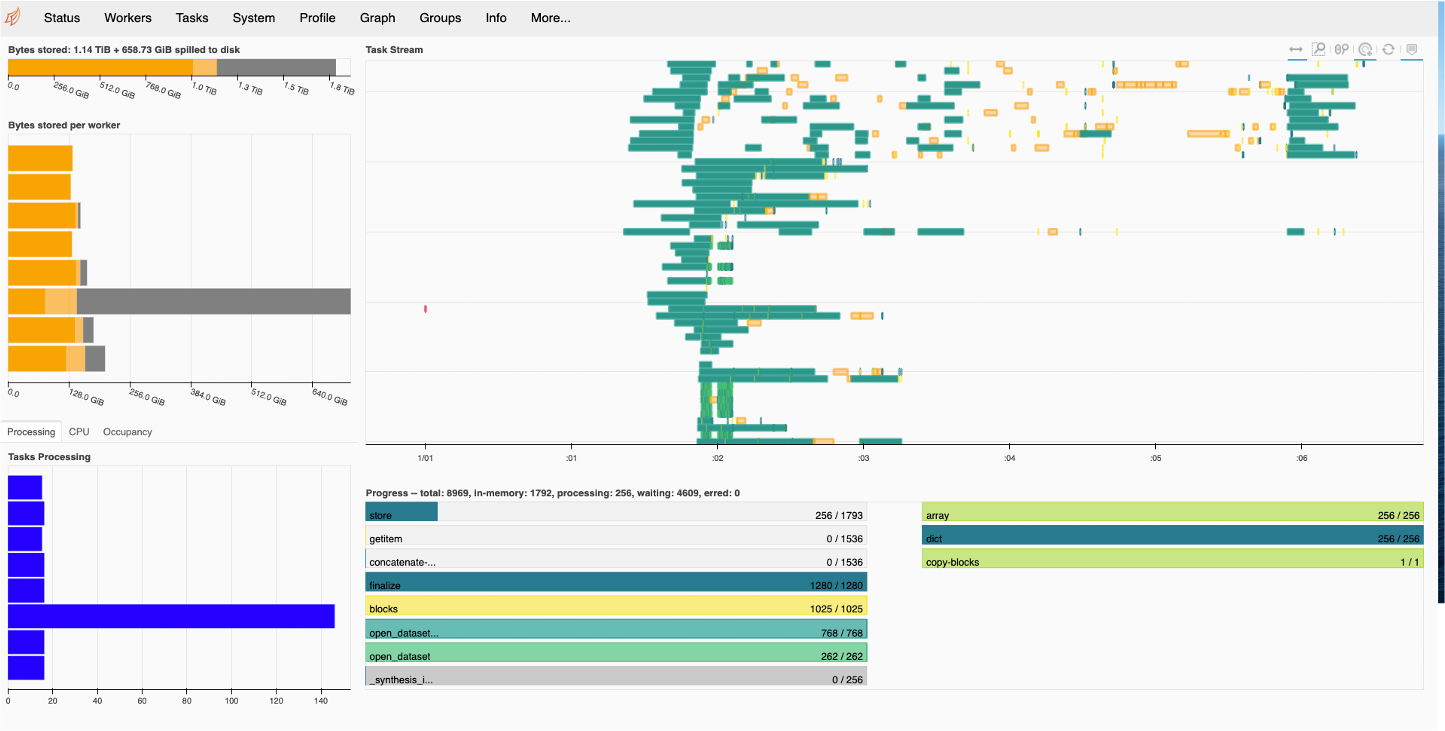 Status Workers Tasks System Profile Graph Groups Info More...
Bytes stored: 1.14 TiB + 658.73 GiB spilled to disk
0.0 256.0 GiB 512.0 GiB 768.0 GiB 1.0 TiB 1.3 TiB 1.5 TiB 1.8 TiB
Bytes stored per worker
0.0 128.0 GiB 256.0 GiB 384.0 GiB 512.0 GiB 640.0 GiB
Processing CPU Occupancy
Tasks Processing
0 20 40 60 80 100 120 140
Task Stream
1/01 :01 :02 :03 :04 :05 :06
Progress -- total: 8969, in-memory: 1792, processing: 256, waiting: 4609, erred: 0
store 256 / 1793
getitem 0 / 1536
concatenate-... 0 / 1536
finalize 1280 / 1280
blocks 1025 / 1025
open_dataset... 768 / 768
open_dataset 262 / 262
_synthesis_i... 0 / 256
array 256 / 256
dict 256 / 256
copy-blocks 1 / 1